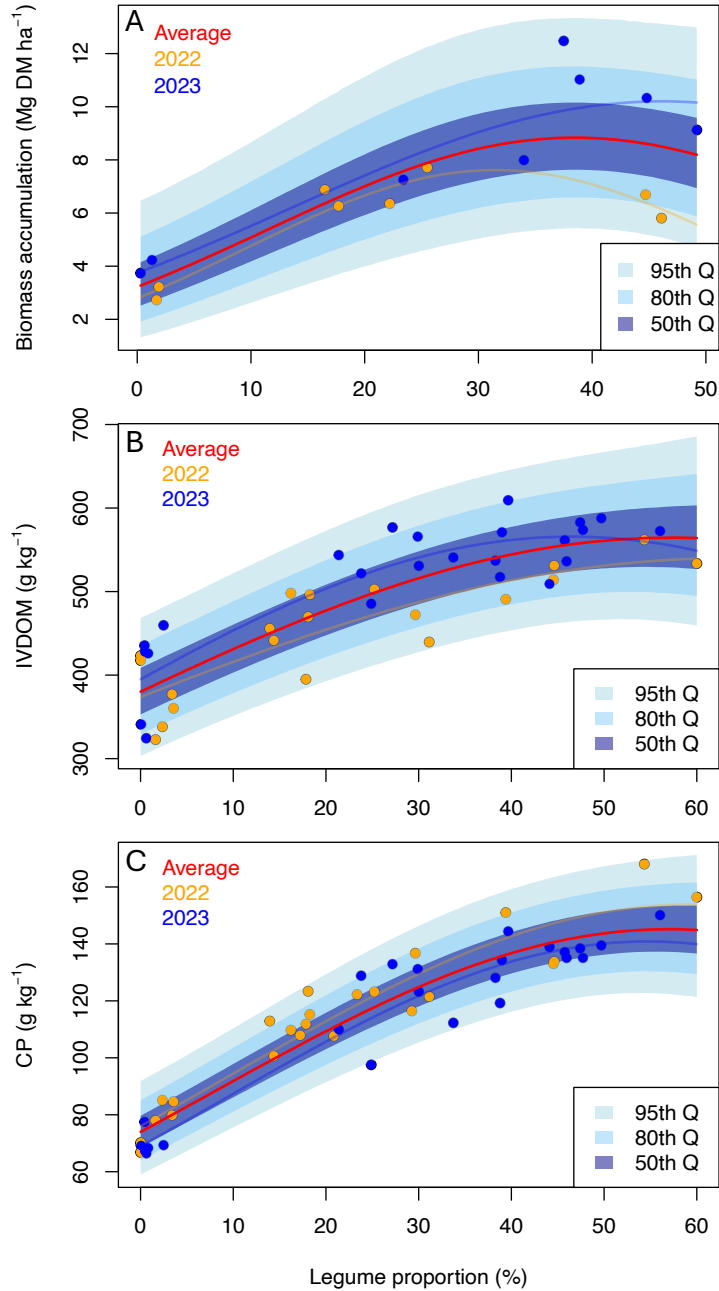 A
Average
2022
2023
Biomass accumulation (Mg DM ha⁻¹)
12
10
8
6
4
2
95th Q
80th Q
50th Q
0 10 20 30 40 50
B
Average
2022
2023
IVDOM (g kg⁻¹)
700
600
500
400
300
95th Q
80th Q
50th Q
0 10 20 30 40 50 60
C
Average
2022
2023
CP (g kg⁻¹)
160
140
120
100
80
60
95th Q
80th Q
50th Q
0 10 20 30 40 50 60
Legume proportion (%)